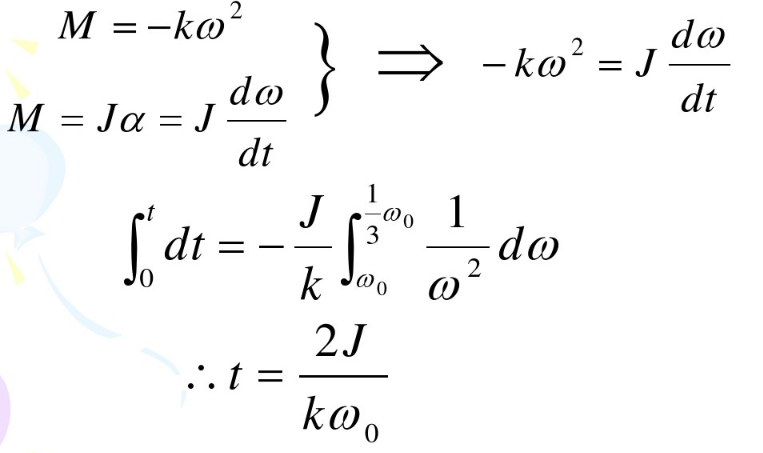 M = −kω² } ⇒ −kω² = J dω/dt
M = Jα = J dω/dt
∫₀ᵗ dt = −J/k ∫_{ω₀}^{1/3 ω₀} 1/ω² dω
∴ t = 2J/kω₀